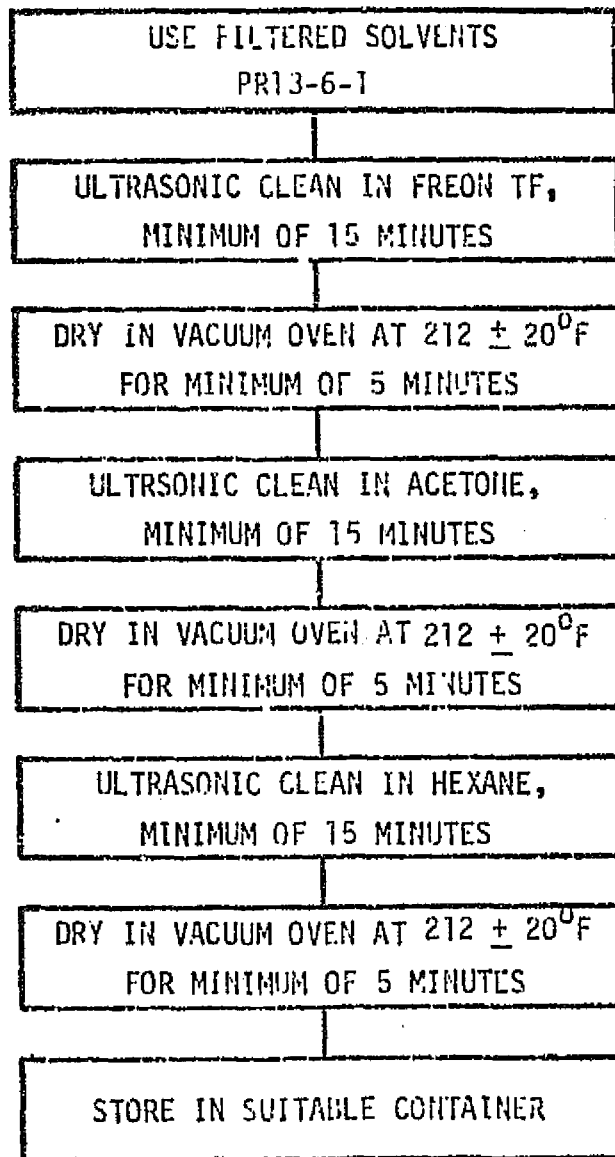 USE FILTERED SOLVENTS
PR13-6-1
ULTRASONIC CLEAN IN FREON TF,
MINIMUM OF 15 MINUTES
DRY IN VACUUM OVEN AT 212 ± 20⁰F
FOR MINIMUM OF 5 MINUTES
ULTRSONIC CLEAN IN ACETONE,
MINIMUM OF 15 MINUTES
DRY IN VACUUM OVEN AT 212 ± 20⁰F
FOR MINIMUM OF 5 MINUTES
ULTRASONIC CLEAN IN HEXANE,
MINIMUM OF 15 MINUTES
DRY IN VACUUM OVEN AT 212 ± 20⁰F
FOR MINIMUM OF 5 MINUTES
STORE IN SUITABLE CONTAINER